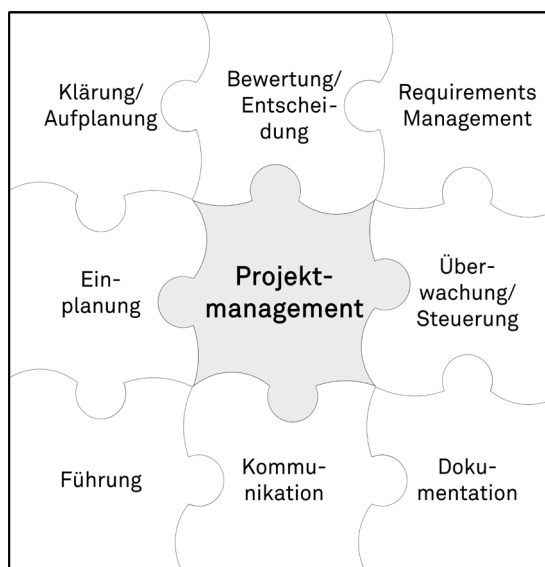 Klärung/
Aufplanung
Bewertung/
Entschei-
dung
Requirements
Management
Ein-
planung
Projekt-
management
Über-
wachung/
Steuerung
Führung
Kommu-
nikation
Doku-
mentation